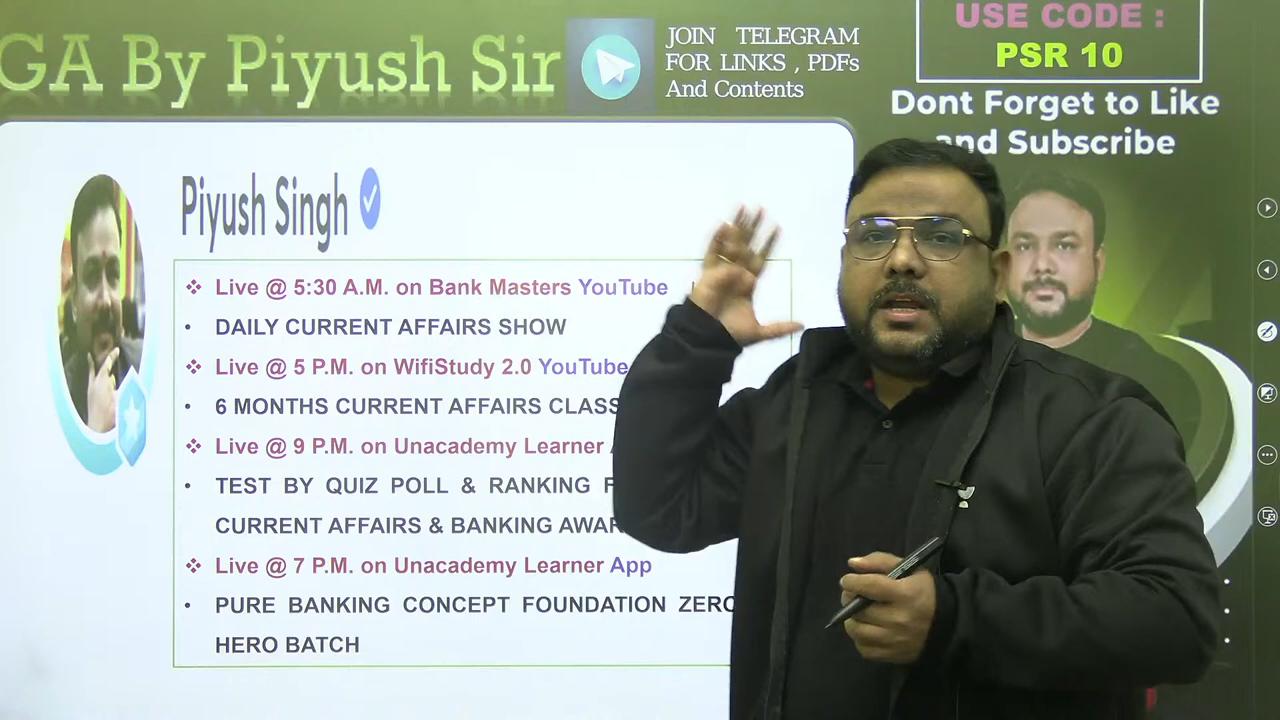 GA By Piyush Sir
JOIN TELEGRAM
FOR LINKS , PDFs
And Contents
USE CODE :
PSR 10
Dont Forget to Like
and Subscribe
Piyush Singh
❖ Live @ 5:30 A.M. on Bank Masters YouTube
• DAILY CURRENT AFFAIRS SHOW
❖ Live @ 5 P.M. on WifiStudy 2.0 YouTube
• 6 MONTHS CURRENT AFFAIRS CLASS
❖ Live @ 9 P.M. on Unacademy Learner
• TEST BY QUIZ POLL & RANKING
CURRENT AFFAIRS & BANKING
❖ Live @ 7 P.M. on Unacademy Learner App
• PURE BANKING CONCEPT FOUNDATION ZERO
HERO BATCH